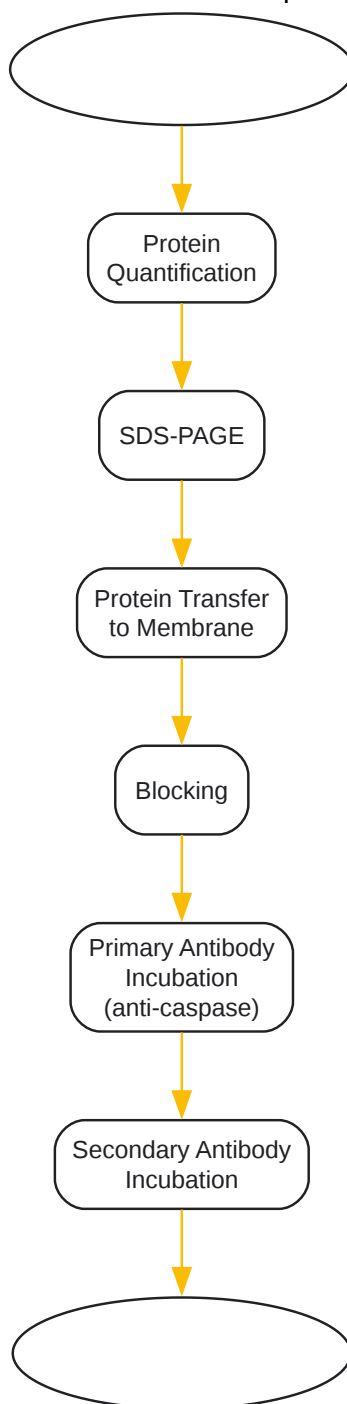 Protein
Quantification
SDS-PAGE
Protein Transfer
to Membrane
Blocking
Primary Antibody
Incubation
(anti-caspase)
Secondary Antibody
Incubation